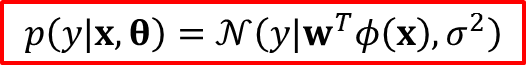 p(y|𝐱, 𝛉) = 𝒩(y|𝐰ᵀϕ(𝐱), σ²)